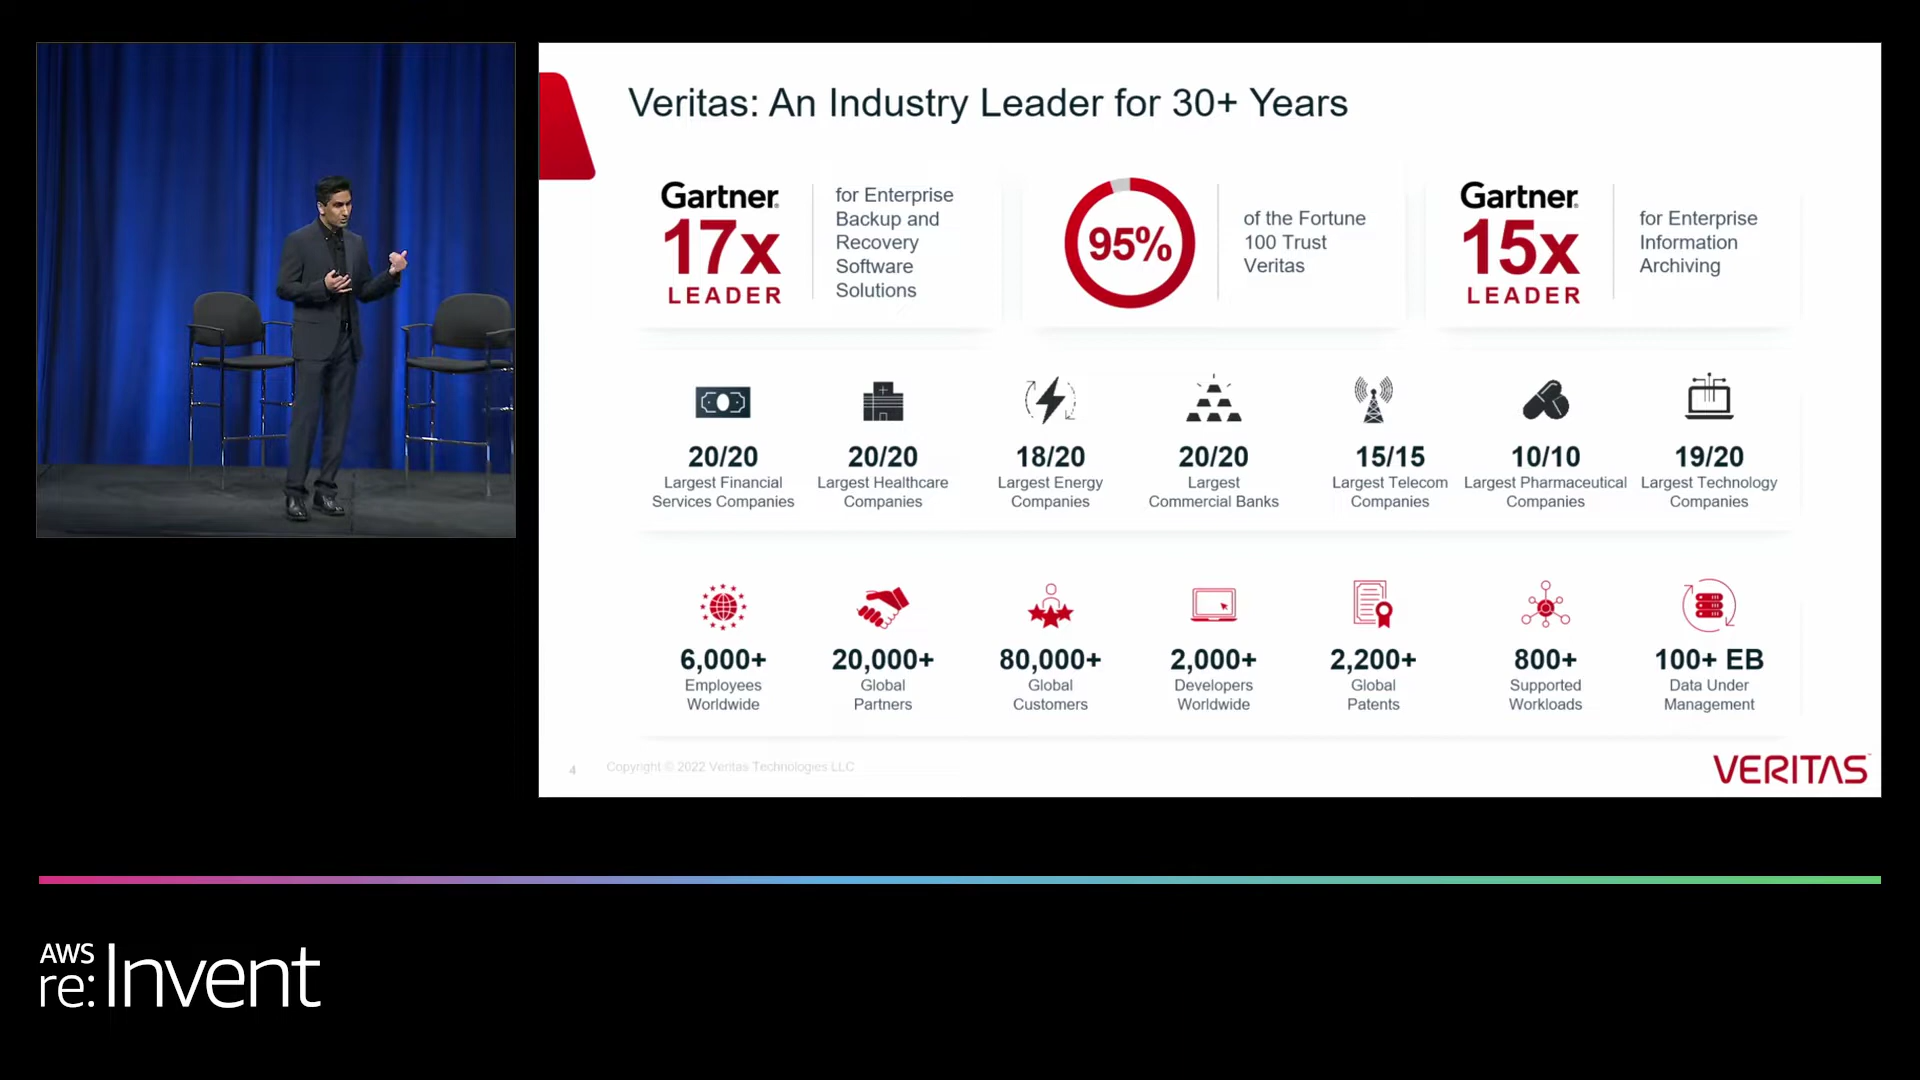 Veritas: An Industry Leader for 30+ Years
Gartner®
17x
LEADER
for Enterprise
Backup and
Recovery
Software
Solutions
95%
of the Fortune
100 Trust
Veritas
Gartner®
15x
LEADER
for Enterprise
Information
Archiving
20/20
Largest Financial
Services Companies
20/20
Largest Healthcare
Companies
18/20
Largest Energy
Companies
20/20
Largest
Commercial Banks
15/15
Largest Telecom
Companies
10/10
Largest Pharmaceutical
Companies
19/20
Largest Technology
Companies
6,000+
Employees
Worldwide
20,000+
Global
Partners
80,000+
Global
Customers
2,000+
Developers
Worldwide
2,200+
Global
Patents
800+
Supported
Workloads
100+ EB
Data Under
Management
4
Copyright © 2022 Veritas Technologies LLC
VERITAS™
AWS
re:Invent